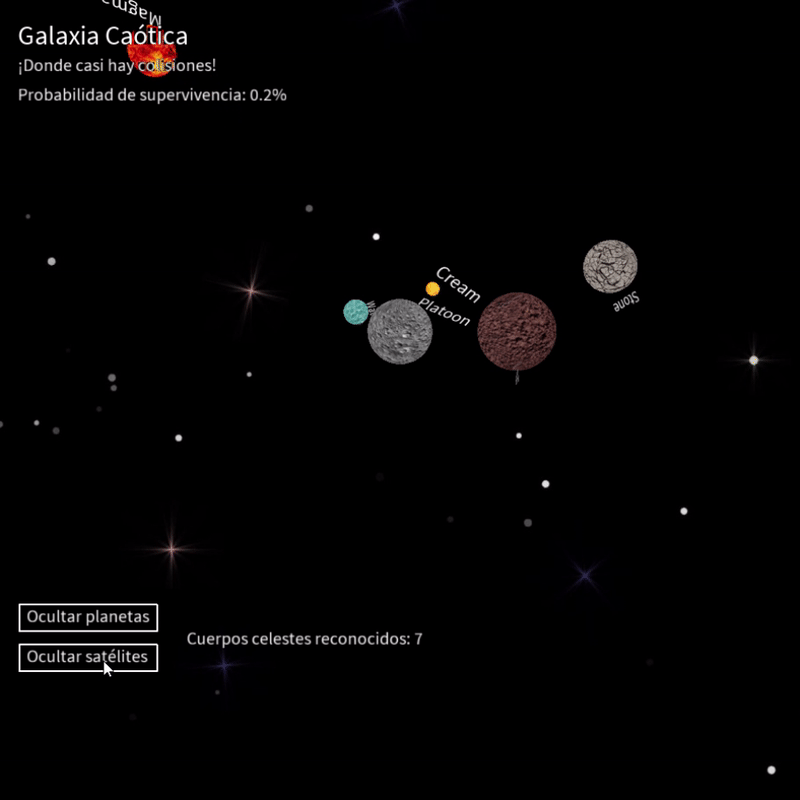 Magma
Galaxia Caótica
¡Donde casi hay colisiones!
Probabilidad de supervivencia: 0.2%
Cream
Platoon
Stone
Ocultar planetas
Cuerpos celestes reconocidos: 7
Ocultar satélites